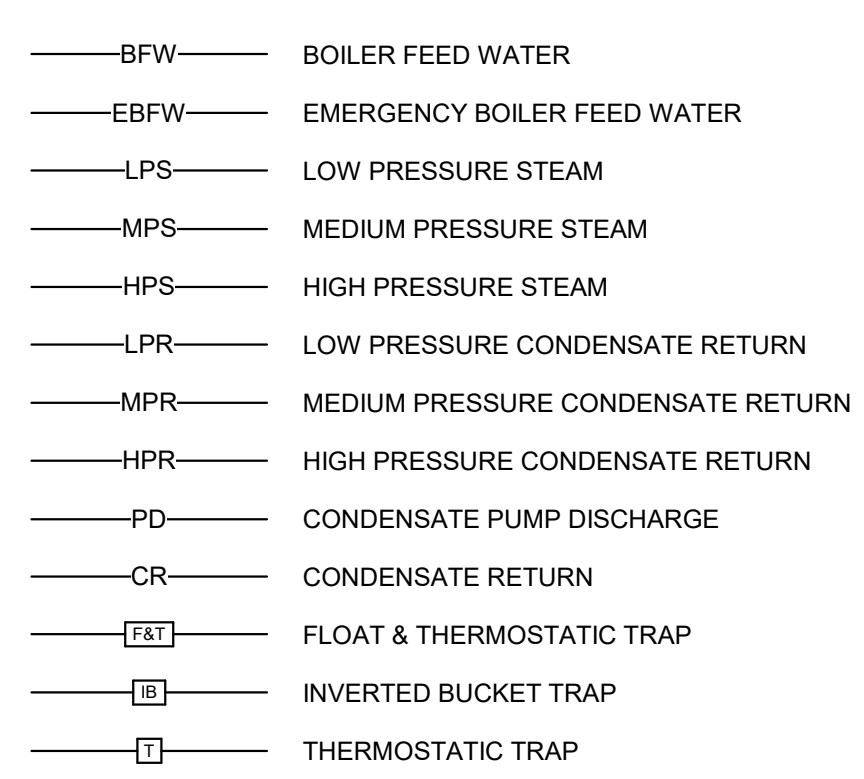 BFW BOILER FEED WATER
EBFW EMERGENCY BOILER FEED WATER
LPS LOW PRESSURE STEAM
MPS MEDIUM PRESSURE STEAM
HPS HIGH PRESSURE STEAM
LPR LOW PRESSURE CONDENSATE RETURN
MPR MEDIUM PRESSURE CONDENSATE RETURN
HPR HIGH PRESSURE CONDENSATE RETURN
PD CONDENSATE PUMP DISCHARGE
CR CONDENSATE RETURN
F&T FLOAT & THERMOSTATIC TRAP
IB INVERTED BUCKET TRAP
T THERMOSTATIC TRAP